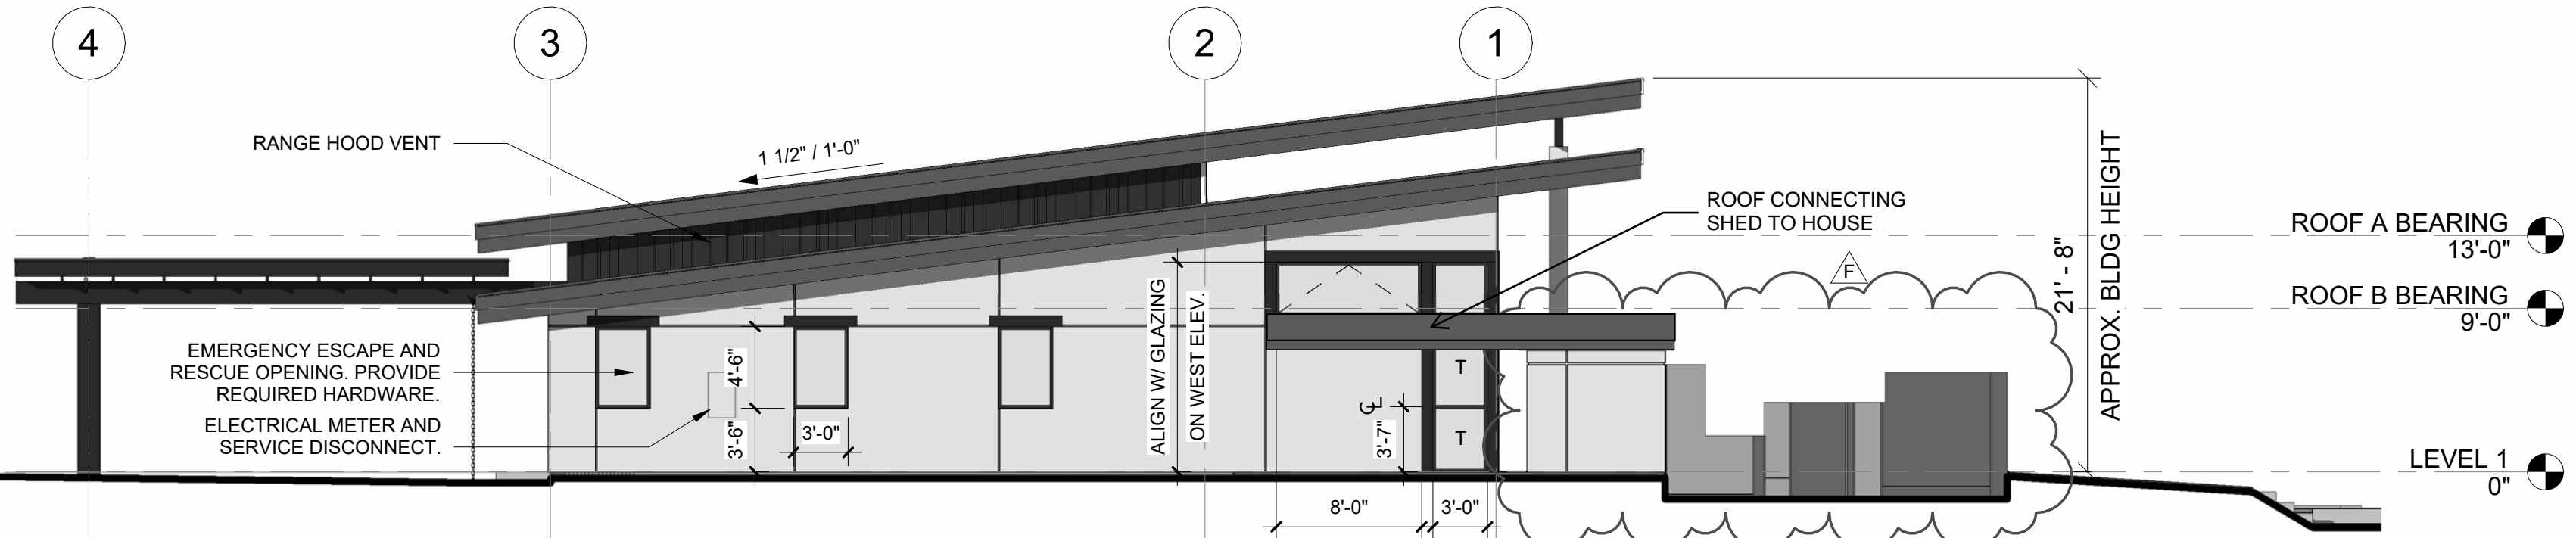 4
3
2
1
RANGE HOOD VENT
1 1/2" / 1'-0"
ROOF CONNECTING
SHED TO HOUSE
F
21' - 8"
APPROX. BLDG HEIGHT
ROOF A BEARING
13'-0"
ROOF B BEARING
9'-0"
EMERGENCY ESCAPE AND
RESCUE OPENING. PROVIDE
REQUIRED HARDWARE.
ELECTRICAL METER AND
SERVICE DISCONNECT.
4'-6"
3'-6"
3'-0"
ALIGN W/ GLAZING
ON WEST ELEV.
CL
3'-7"
T
T
8'-0"
3'-0"
LEVEL 1
0"